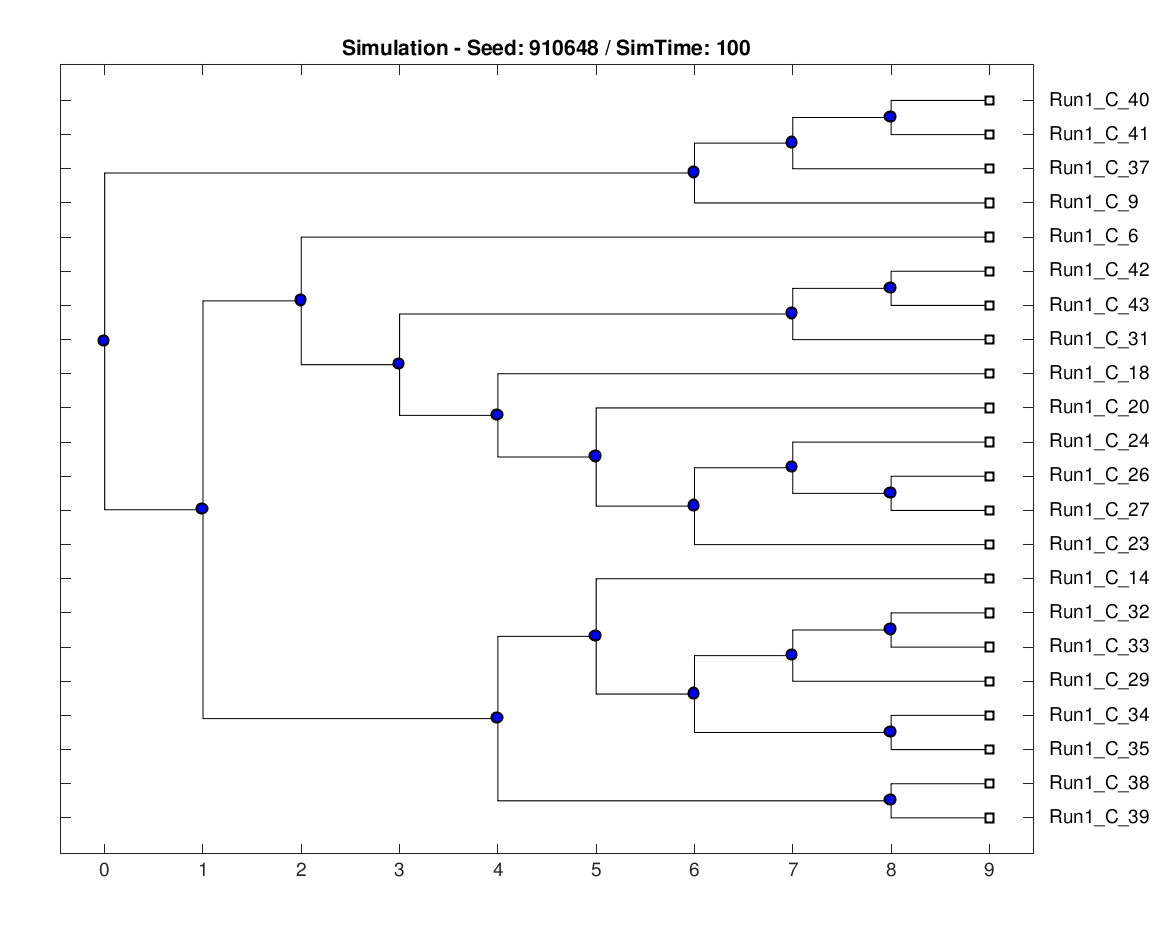 Simulation - Seed: 910648 / SimTime: 100
Run1_C_40
Run1_C_41
Run1_C_37
Run1_C_9
Run1_C_6
Run1_C_42
Run1_C_43
Run1_C_31
Run1_C_18
Run1_C_20
Run1_C_24
Run1_C_26
Run1_C_27
Run1_C_23
Run1_C_14
Run1_C_32
Run1_C_33
Run1_C_29
Run1_C_34
Run1_C_35
Run1_C_38
Run1_C_39
0 1 2 3 4 5 6 7 8 9